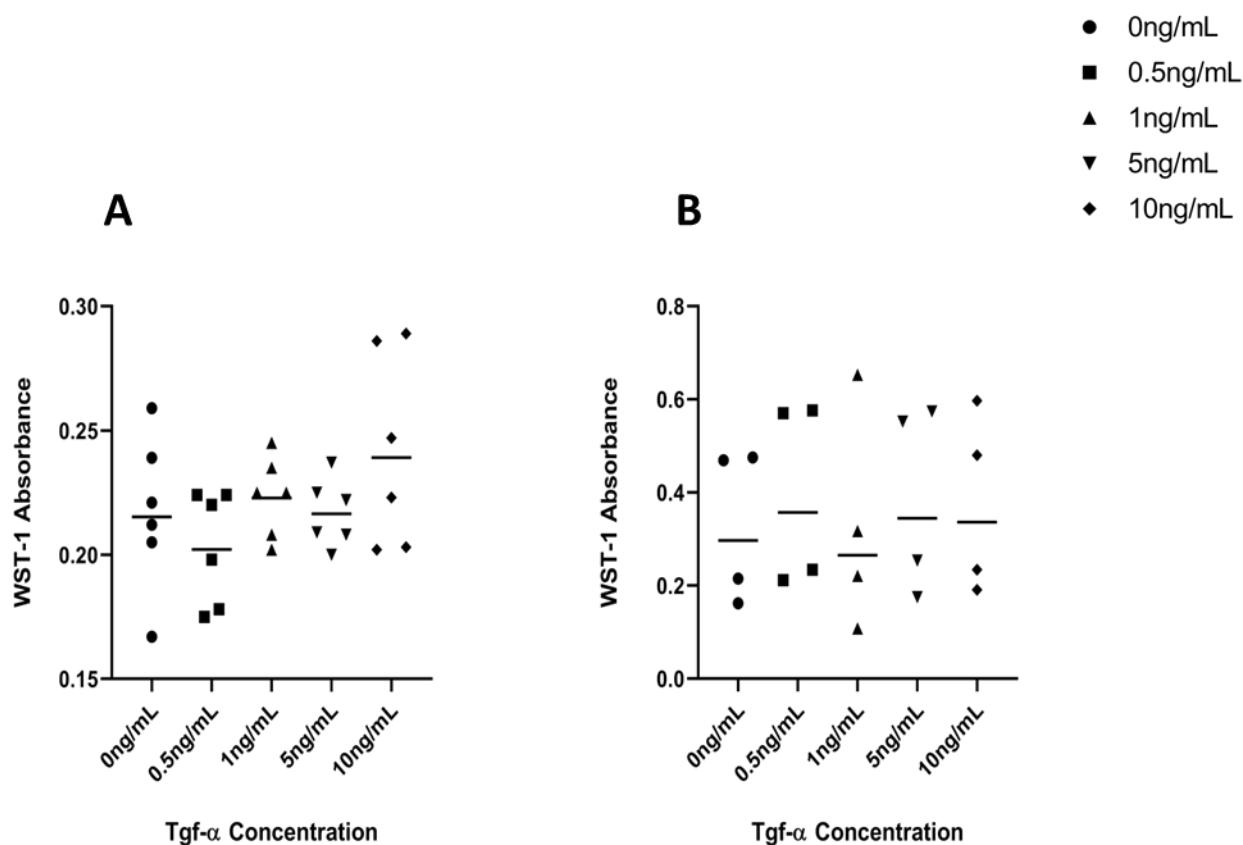 0ng/mL
0.5ng/mL
1ng/mL
5ng/mL
10ng/mL
A
WST-1 Absorbance
0.30
0.25
0.20
0.15
0ng/mL
0.5ng/mL
1ng/mL
5ng/mL
10ng/mL
Tgf-α Concentration
B
WST-1 Absorbance
0.8
0.6
0.4
0.2
0.0
0ng/mL
0.5ng/mL
1ng/mL
5ng/mL
10ng/mL
Tgf-α Concentration